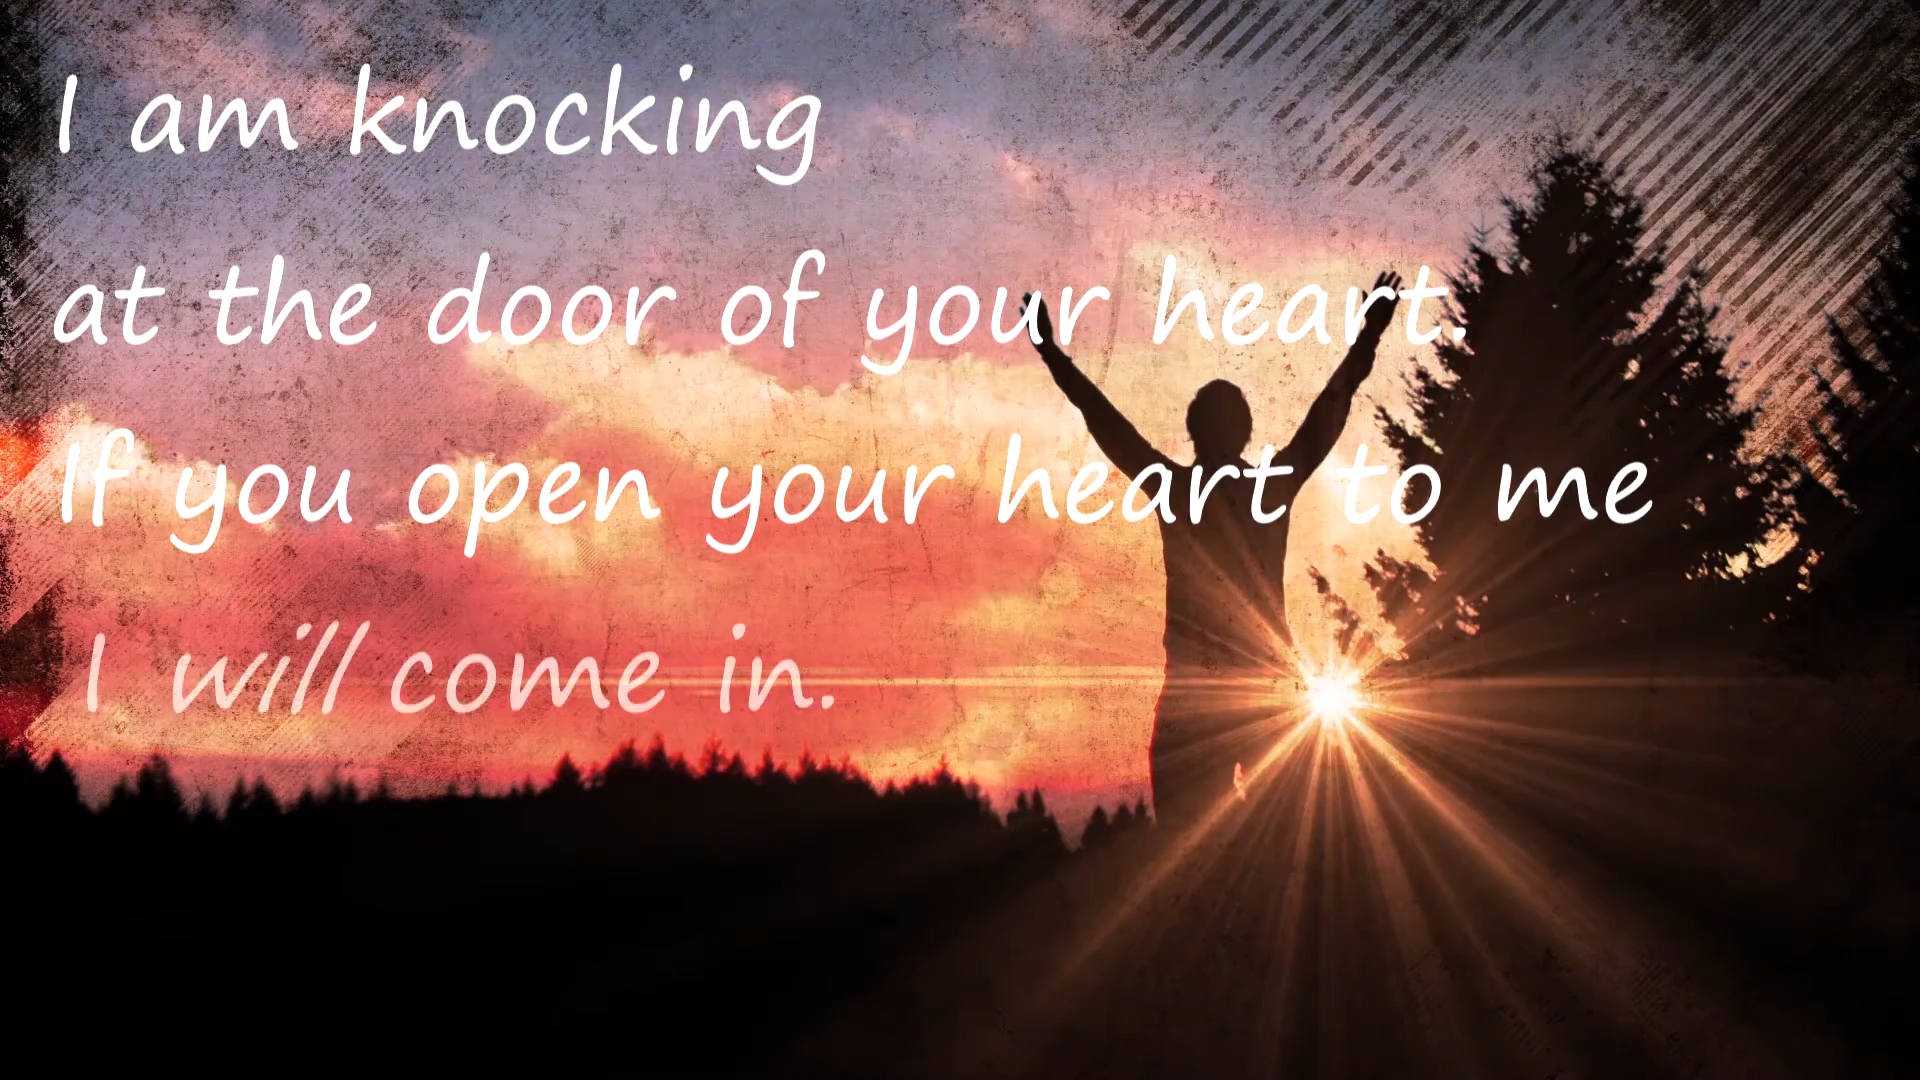 I am knocking
at the door of your heart.
If you open your heart to me
I will come in.